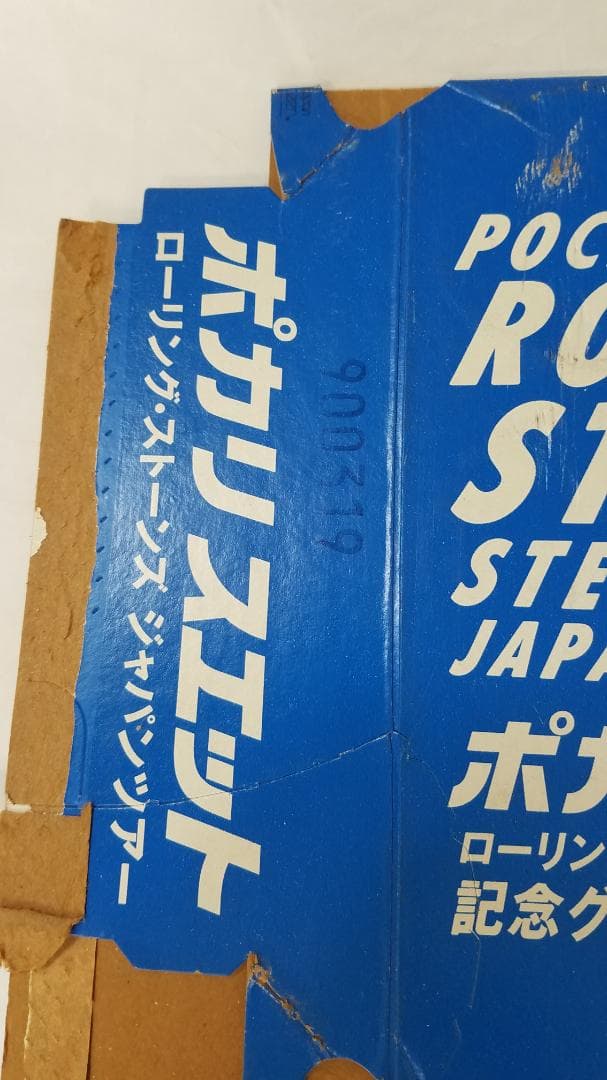 ポカリスエット
ローリング・ストーンズ ジャパンツアー
900319
POC
RO
ST
STE
JAPA
ポカ
ローリン
記念グ